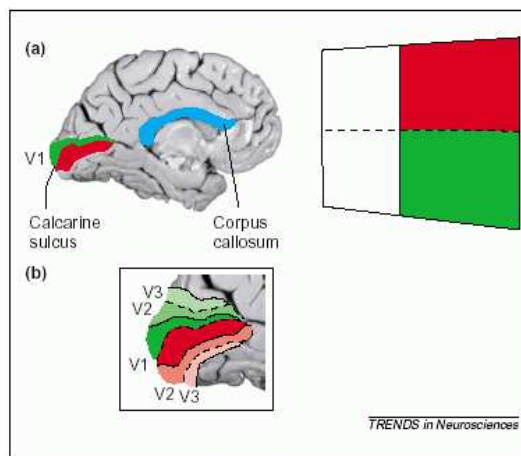 (a)
V1
Calcarine
sulcus
Corpus
callosum
(b)
V3
V2
V1
V2 V3
TRENDS in Neurosciences